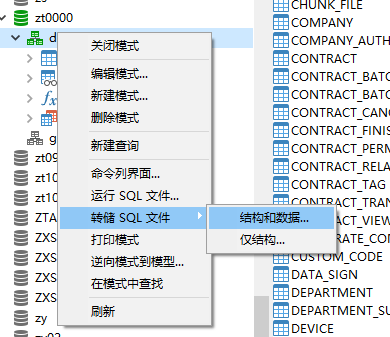 zt0000
d
g
zt09
zt10
zt10
ZTA
ZXS
ZXS
ZXS
ZXS
zy
关闭模式
编辑模式...
新建模式...
删除模式
新建查询
命令列界面...
运行 SQL 文件...
转储 SQL 文件
打印模式
逆向模式到模型...
在模式中查找
刷新
结构和数据...
仅结构...
CHUNK_FILE
COMPANY
COMPANY_AUTH
CONTRACT
CONTRACT_BATC
CONTRACT_BATC
CONTRACT_CANC
CONTRACT_FINIS
CONTRACT_PERM
CONTRACT_RELA
CONTRACT_TAG
CONTRACT_TRAN
CT_VIEW
RATE_CON
CUSTOM_CODE
DATA_SIGN
DEPARTMENT
DEPARTMENT_SU
DEVICE